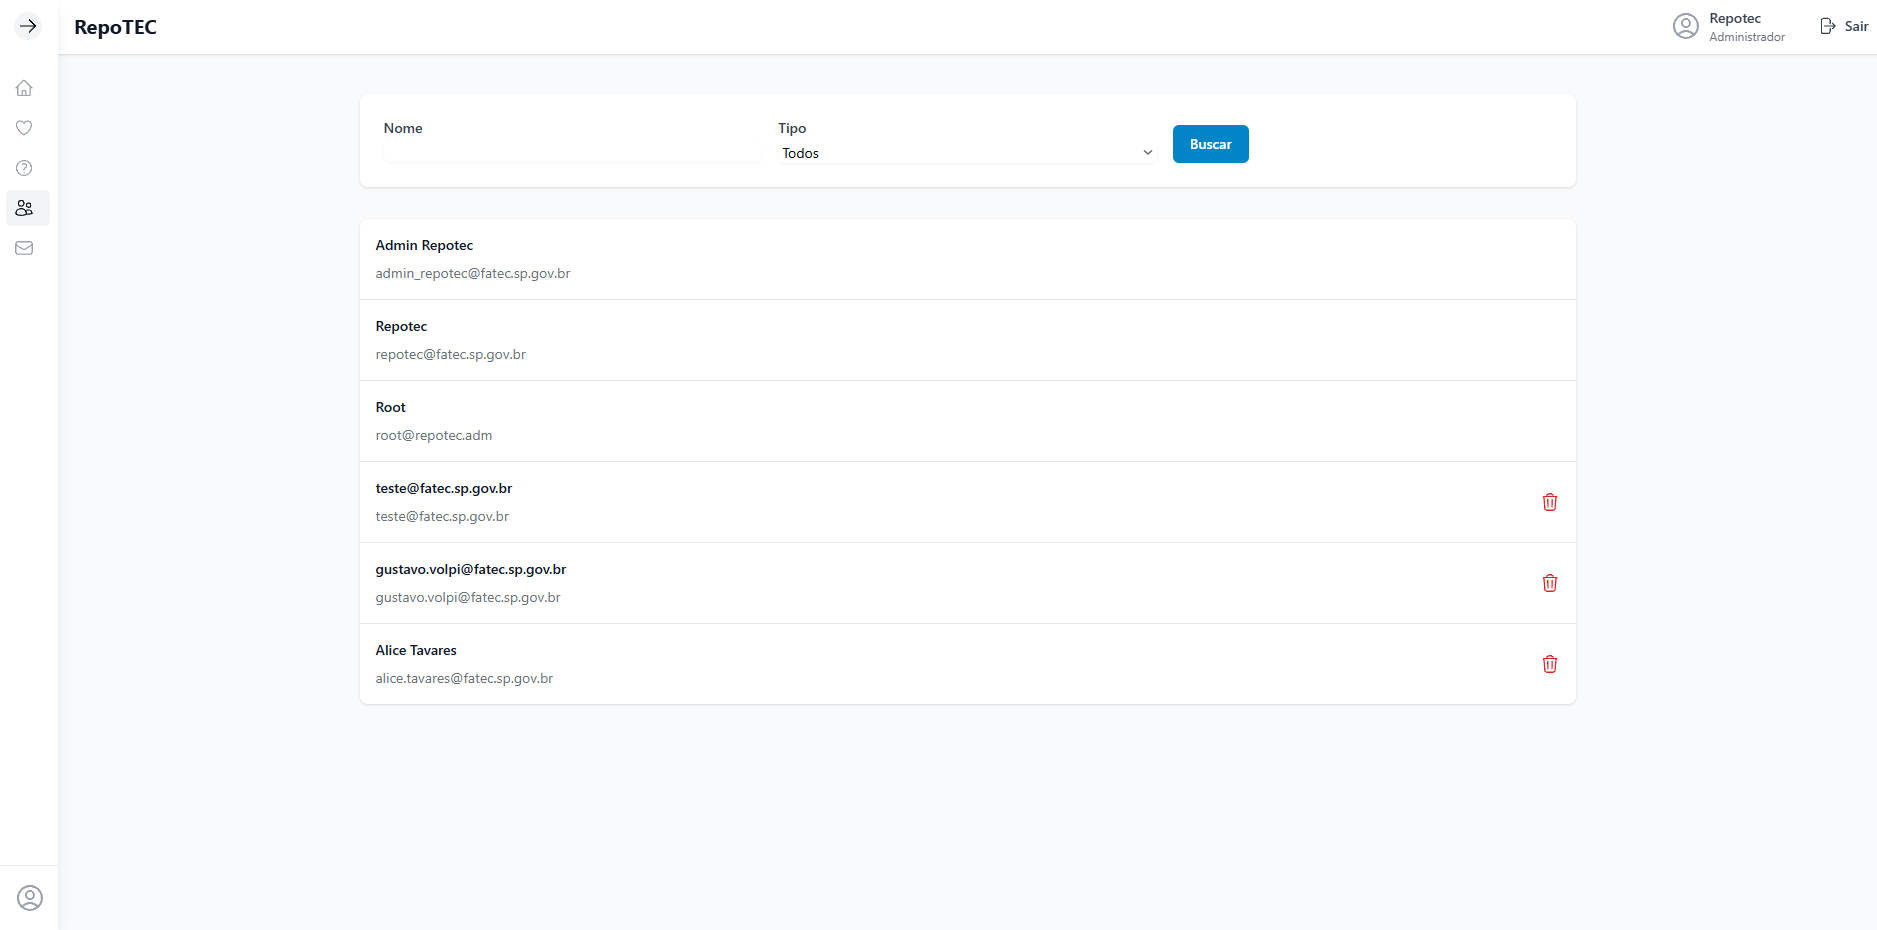 RepoTEC
Repotec
Administrador
Sair
Nome
Tipo
Todos
Buscar
Admin Repotec
admin_repotec@fatec.sp.gov.br
Repotec
repotec@fatec.sp.gov.br
Root
root@repotec.adm
teste@fatec.sp.gov.br
teste@fatec.sp.gov.br
gustavo.volpi@fatec.sp.gov.br
gustavo.volpi@fatec.sp.gov.br
Alice Tavares
alice.tavares@fatec.sp.gov.br